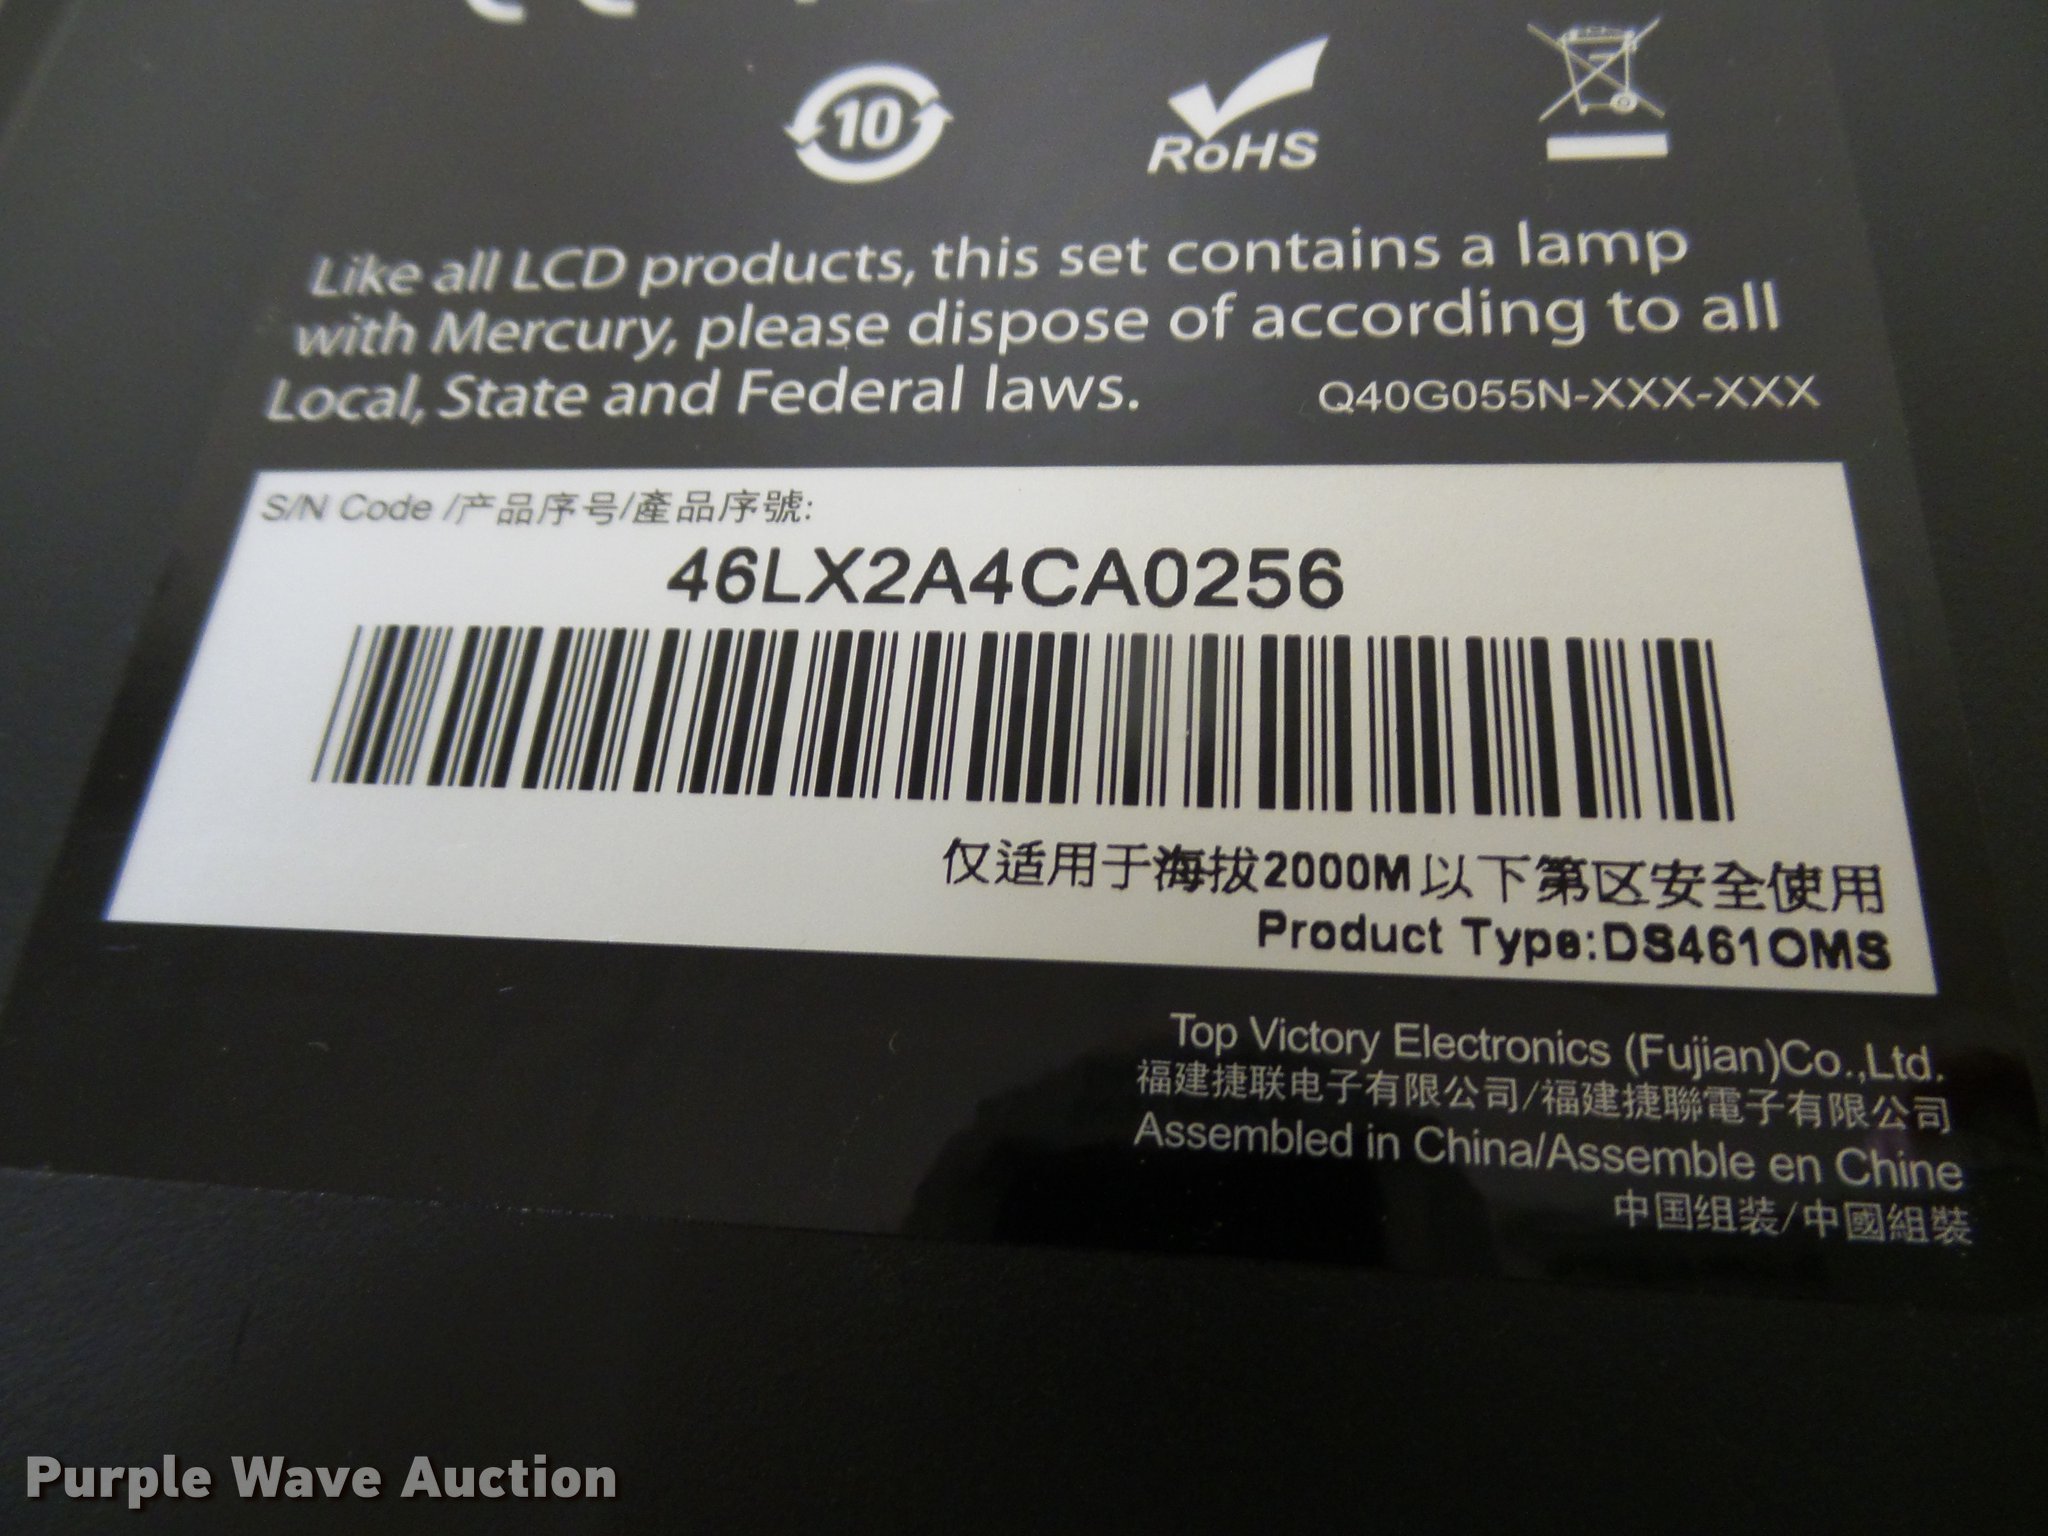 10
RoHS
Like all LCD products, this set contains a lamp
with Mercury, please dispose of according to all
Local, State and Federal laws.
Q40G055N-XXX-XXX
S/N Code /产品序号/產品序號:
46LX2A4CA0256
仅适用于海拔2000M以下第区安全使用
Product Type:DS461OMS
Top Victory Electronics (Fujian)Co.,Ltd.
福建捷联电子有限公司/福建捷聯電子有限公司
Assembled in China/Assemble en Chine
中国组装/中國組裝
Purple Wave Auction